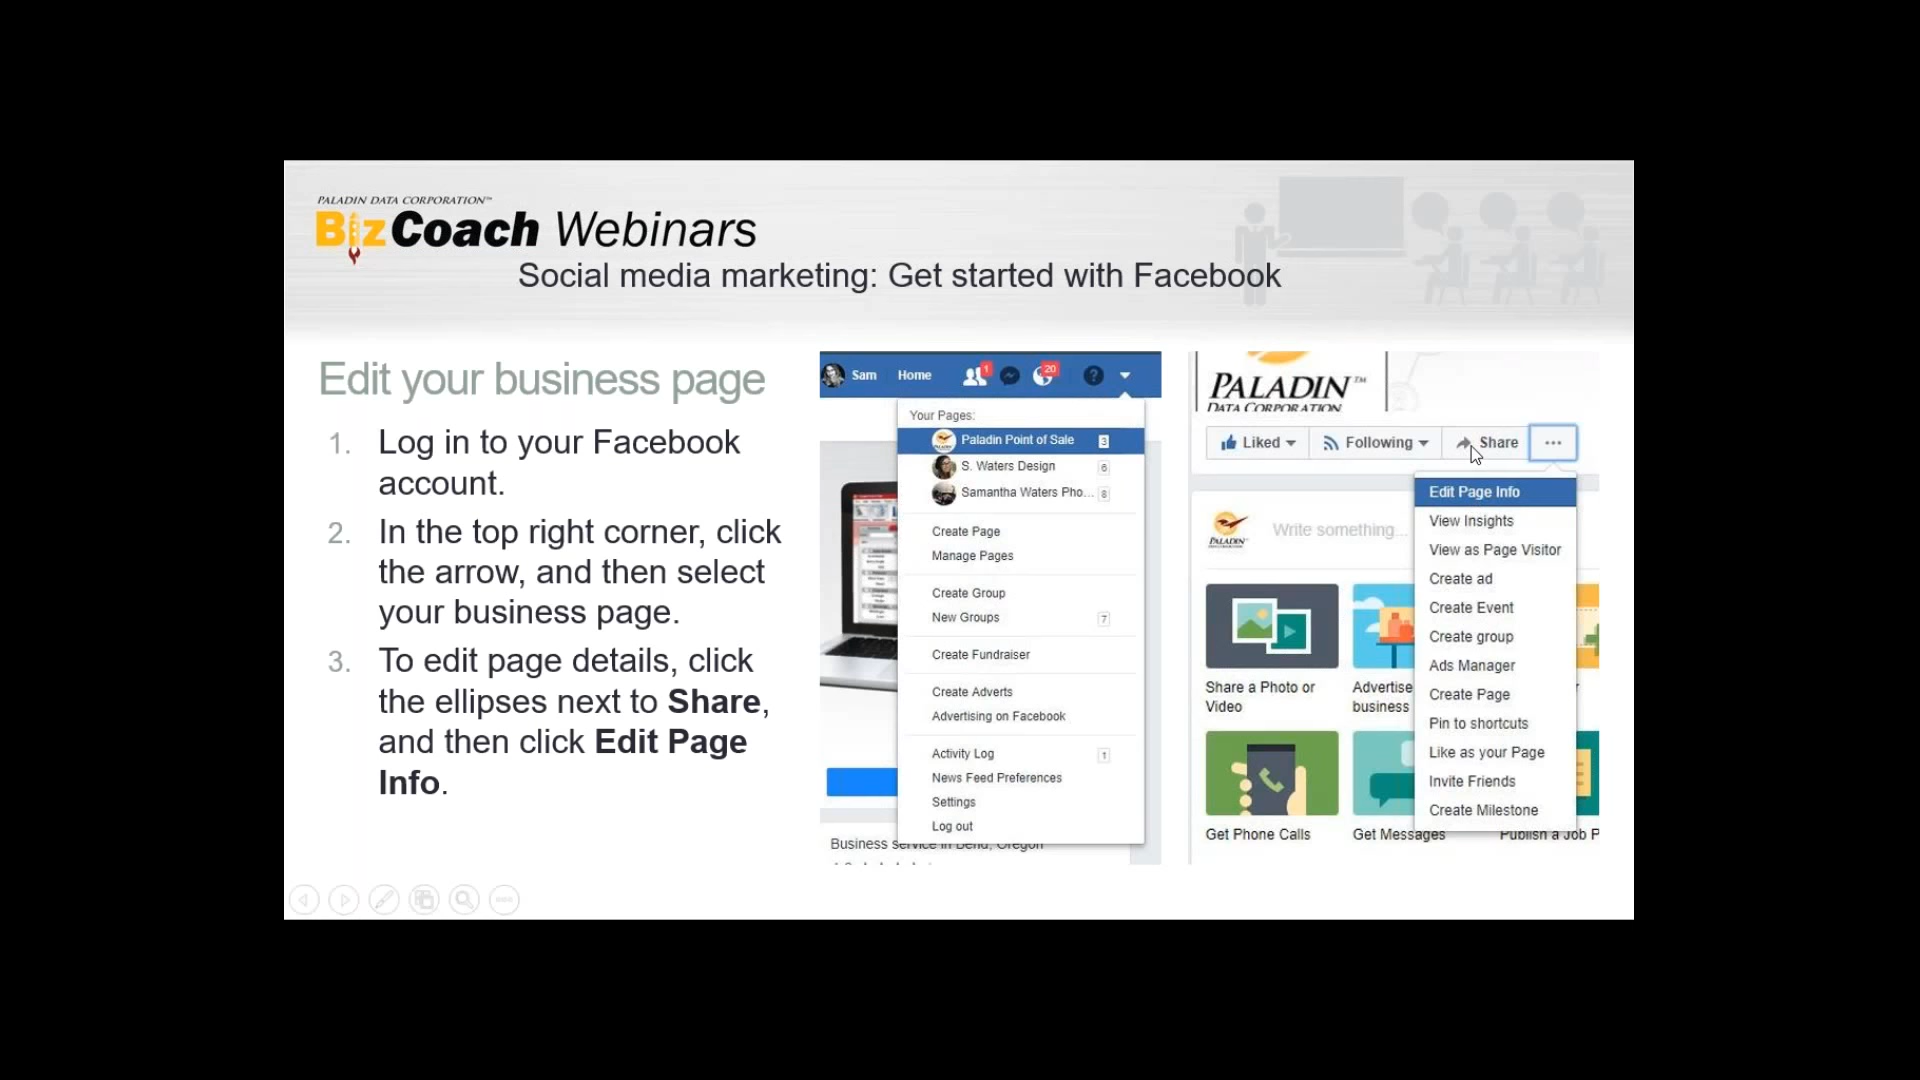 PALADIN DATA CORPORATION™
BizCoach Webinars
Social media marketing: Get started with Facebook
Edit your business page
1. Log in to your Facebook
account.
2. In the top right corner, click
the arrow, and then select
your business page.
3. To edit page details, click
the ellipses next to Share,
and then click Edit Page
Info.
Sam Home 1 20
Your Pages:
Paladin Point of Sale 3
S. Waters Design 6
Samantha Waters Pho... 8
Create Page
Manage Pages
Create Group
New Groups 7
Create Fundraiser
Create Adverts
Advertising on Facebook
Activity Log 1
News Feed Preferences
Settings
Log out
Business service in Bend, Oregon
PALADIN™
DATA CORPORATION
Liked Following Share ...
Edit Page Info
View Insights
View as Page Visitor
Create ad
Create Event
Create group
Ads Manager
Create Page
Pin to shortcuts
Like as your Page
Invite Friends
Create Milestone
PALADIN
Write something...
Share a Photo or
Video
Advertise
business
Get Phone Calls
Get Messages
Publish a Job P